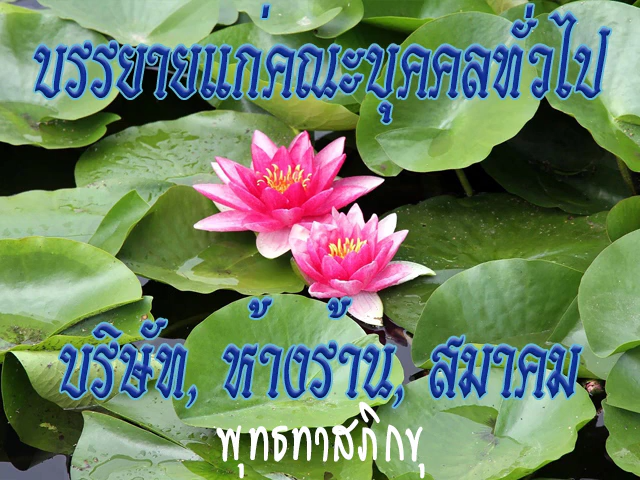 บรรยายแก่คณะบุคคลทั่วไป
บริษัท, ห้างร้าน, สมาคม
พุทธทาสภิกขุ